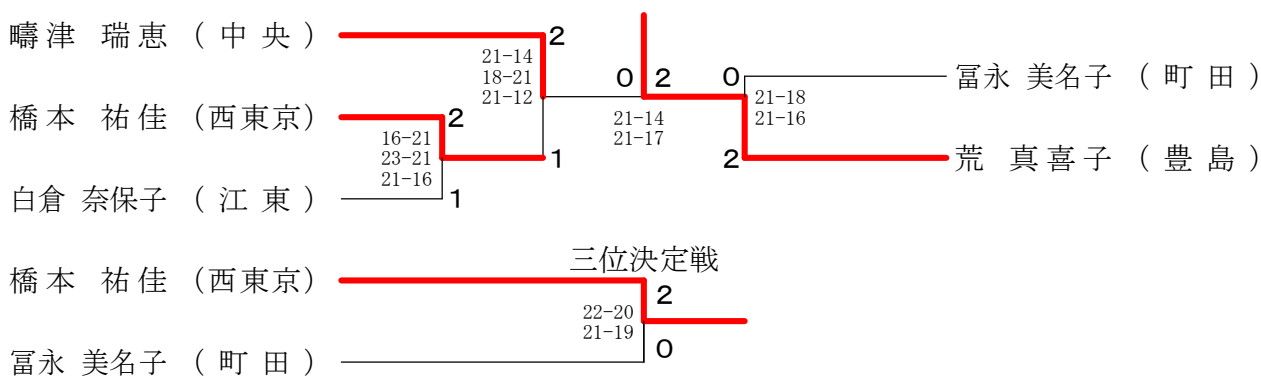 疇津 瑞恵 （ 中 央 ）
2
21-14
18-21
21-12
0
2
0
冨永 美名子 （ 町 田 ）
21-18
21-16
21-14
21-17
橋本 祐佳 （西東京）
2
16-21
23-21
21-16
1
2
荒 真喜子 （ 豊 島 ）
白倉 奈保子 （ 江 東 ）
1
三位決定戦
橋本 祐佳 （西東京）
2
22-20
21-19
0
冨永 美名子 （ 町 田 ）